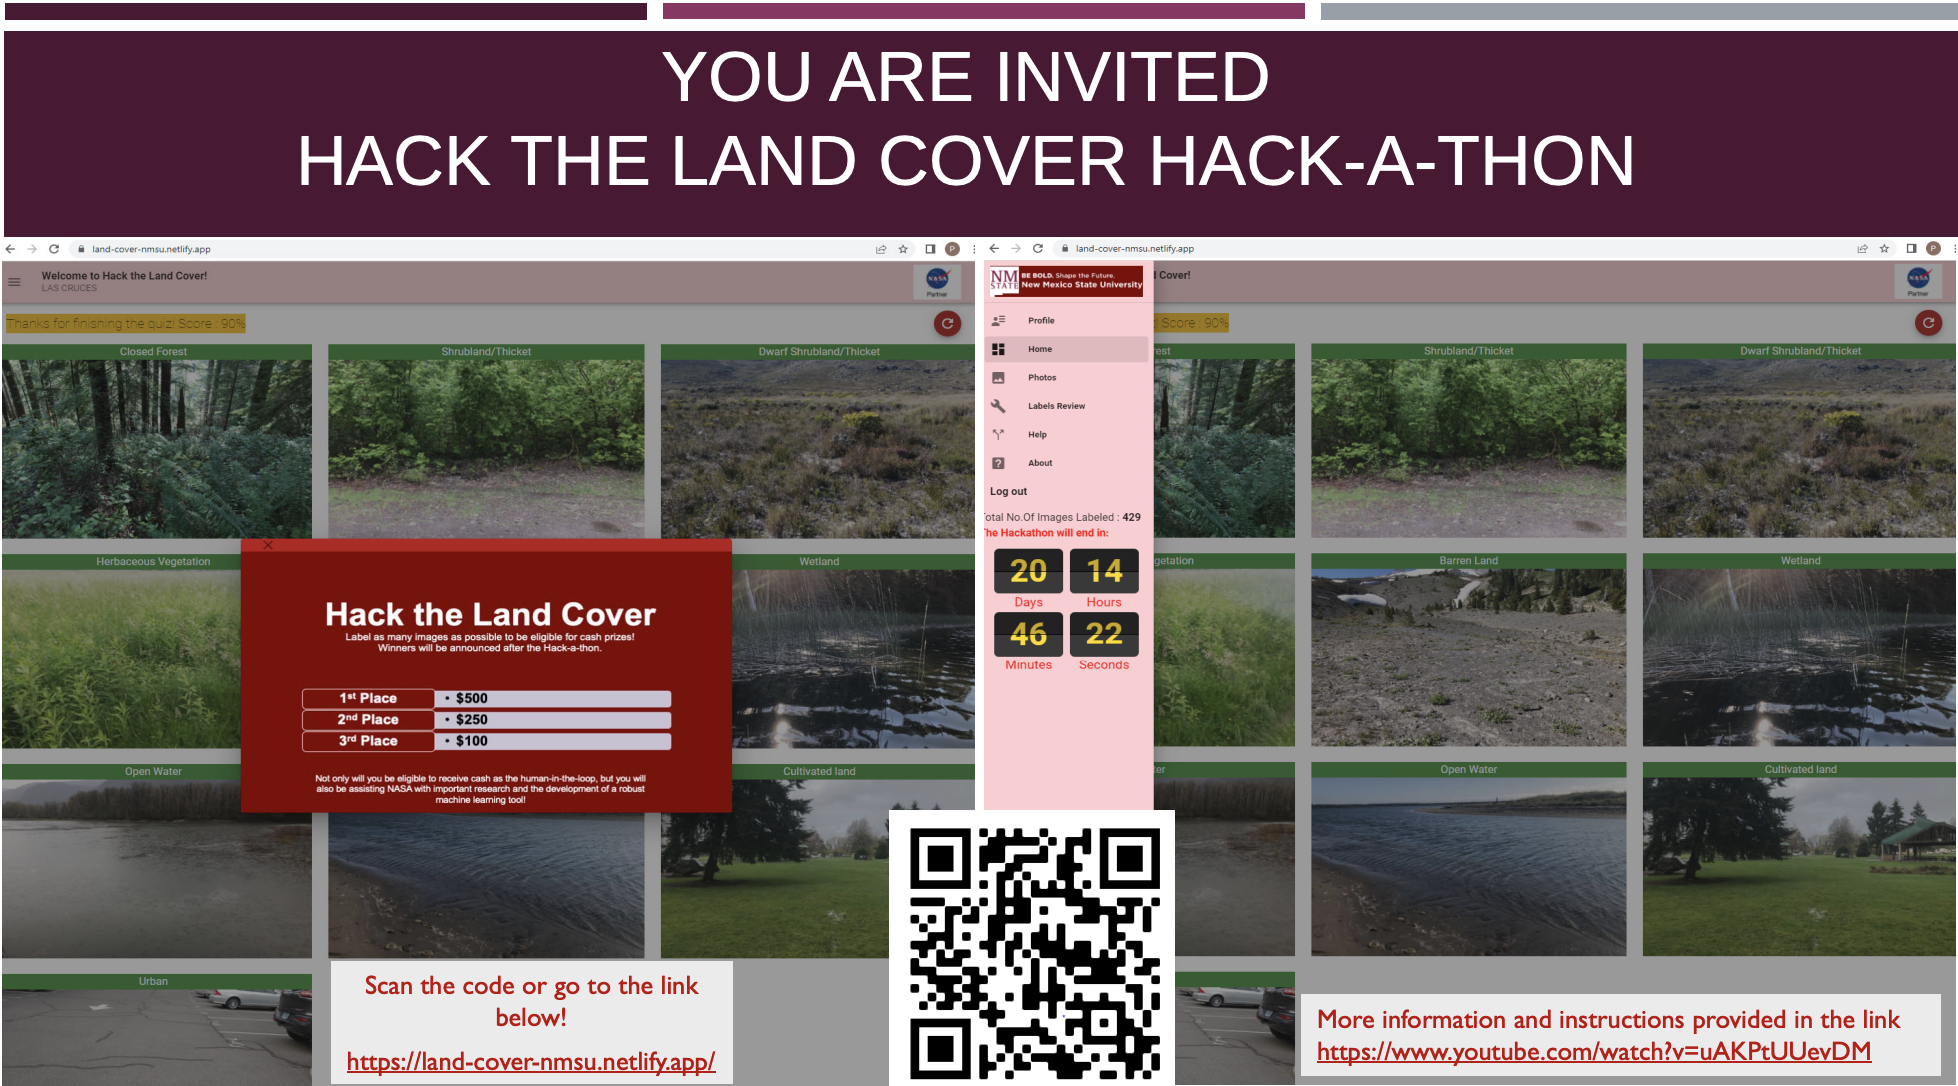 YOU ARE INVITED
HACK THE LAND COVER HACK-A-THON
land-cover-nmsu.netlify.app
P
Welcome to Hack the Land Cover!
LAS CRUCES
NASA
Partner
Thanks for finishing the quiz! Score : 90%
Closed Forest
Shrubland/Thicket
Dwarf Shrubland/Thicket
Herbaceous Vegetation
Wetland
Hack the Land Cover
Label as many images as possible to be eligible for cash prizes!
Winners will be announced after the Hack-a-thon.
1st Place • $500
2nd Place • $250
3rd Place • $100
Not only will you be eligible to receive cash as the human-in-the-loop, but you will
also be assisting NASA with important research and the development of a robust
machine learning tool!
Open Water
Cultivated land
Urban
Scan the code or go to the link
below!
https://land-cover-nmsu.netlify.app/
land-cover-nmsu.netlify.app
P
NM
STATE
BE BOLD. Shape the Future.
New Mexico State University
d Cover!
NASA
Partner
Profile
Home
Photos
Labels Review
Help
About
Log out
otal No.Of Images Labeled : 429
The Hackathon will end in:
20 14
Days Hours
46 22
Minutes Seconds
! Score : 90%
rest
Shrubland/Thicket
Dwarf Shrubland/Thicket
getation
Barren Land
Wetland
ter
Open Water
Cultivated land
More information and instructions provided in the link
https://www.youtube.com/watch?v=uAKPtUUevDM